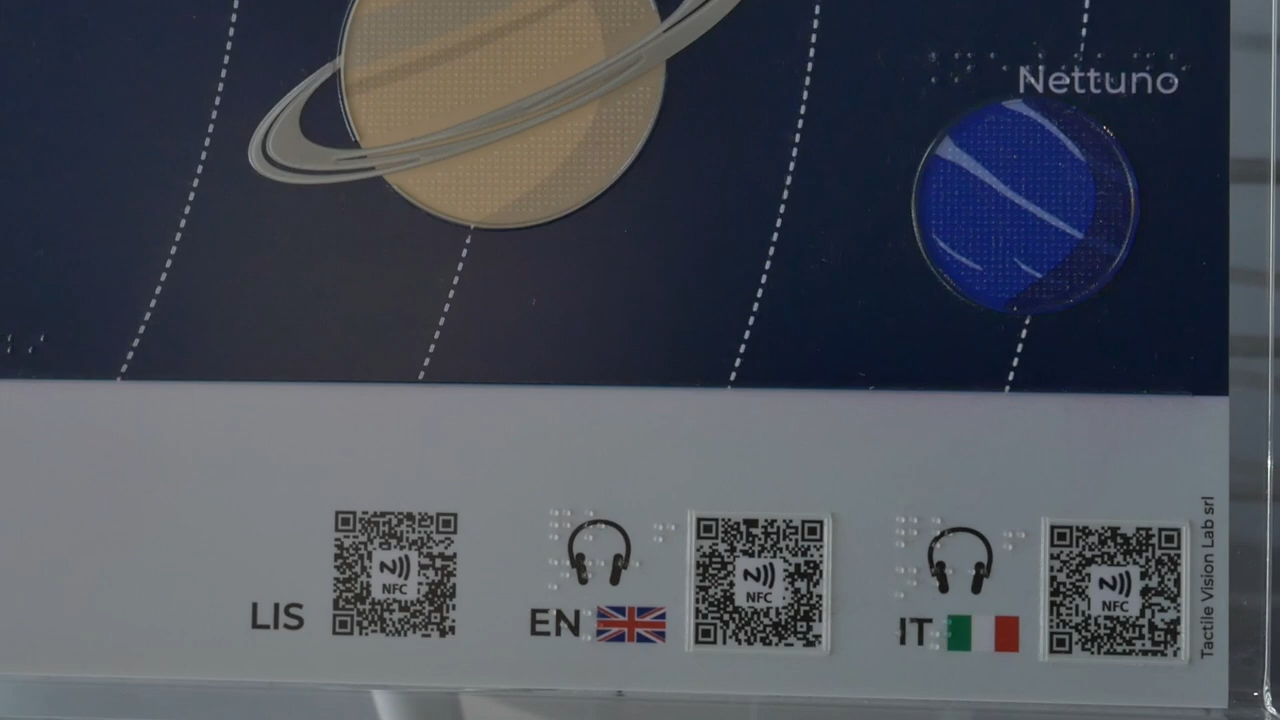 Nettuno
LIS
NFC
EN
NFC
IT
NFC
Tactile Vision Lab srl